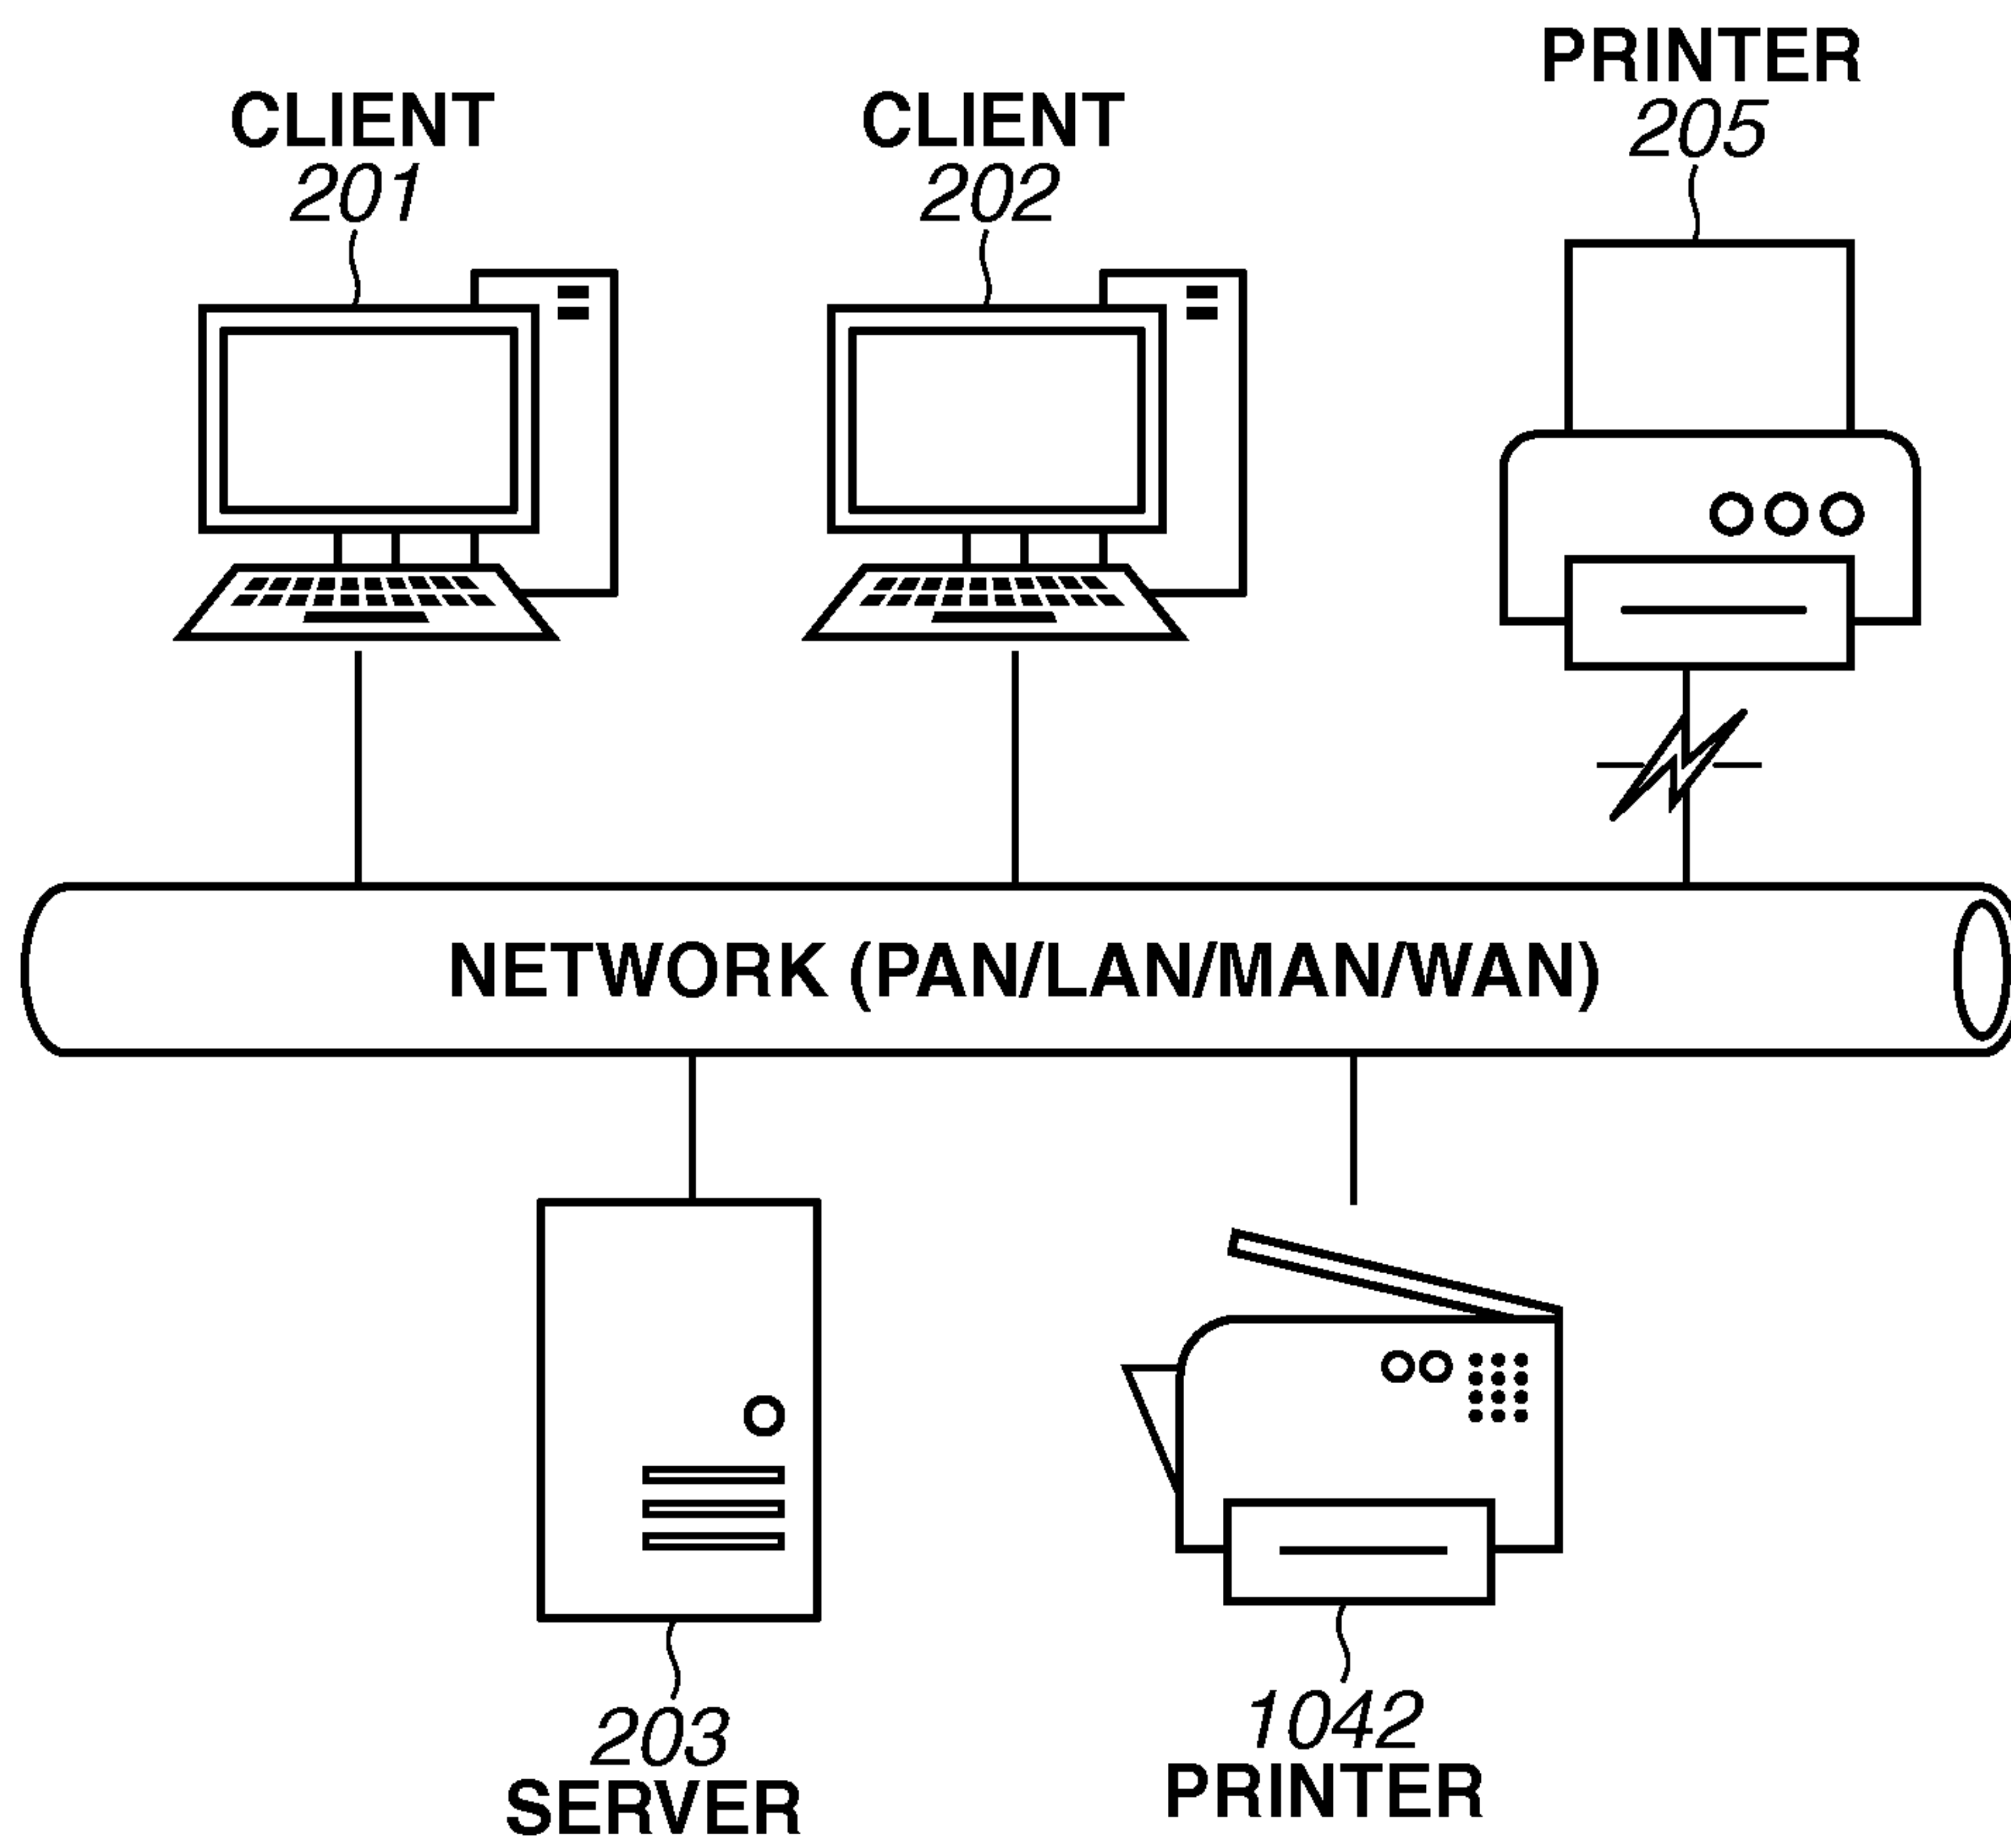 CLIENT
201
CLIENT
202
PRINTER
205
NETWORK (PAN/LAN/MAN/WAN)
203
SERVER
1042
PRINTER